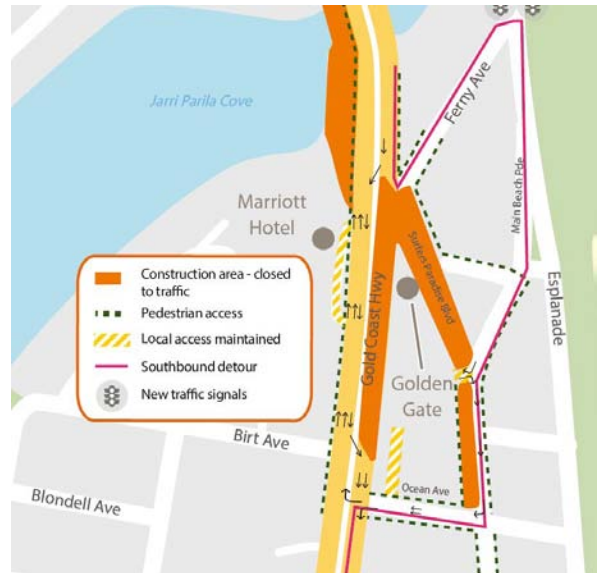 Jarri Parila Cove
Ferny Ave
Main Beach Pde
Marriott
Hotel
Surfers Paradise Blvd
Esplanade
Construction area - closed
to traffic
Pedestrian access
Local access maintained
Southbound detour
New traffic signals
Gold Coast Hwy
Golden
Gate
Birt Ave
Ocean Ave
Blondell Ave